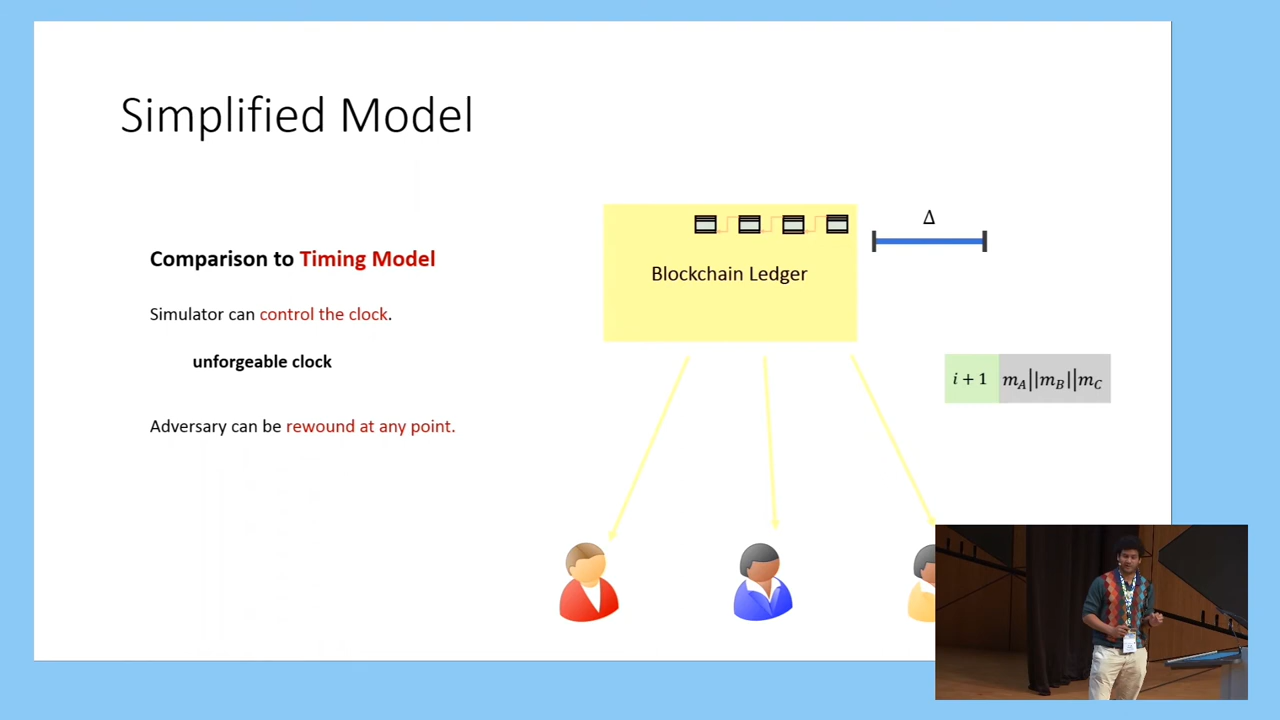 Simplified Model
Comparison to Timing Model
Simulator can control the clock.
unforgeable clock
Adversary can be rewound at any point.
Blockchain Ledger
Δ
i + 1 m_A||m_B||m_C